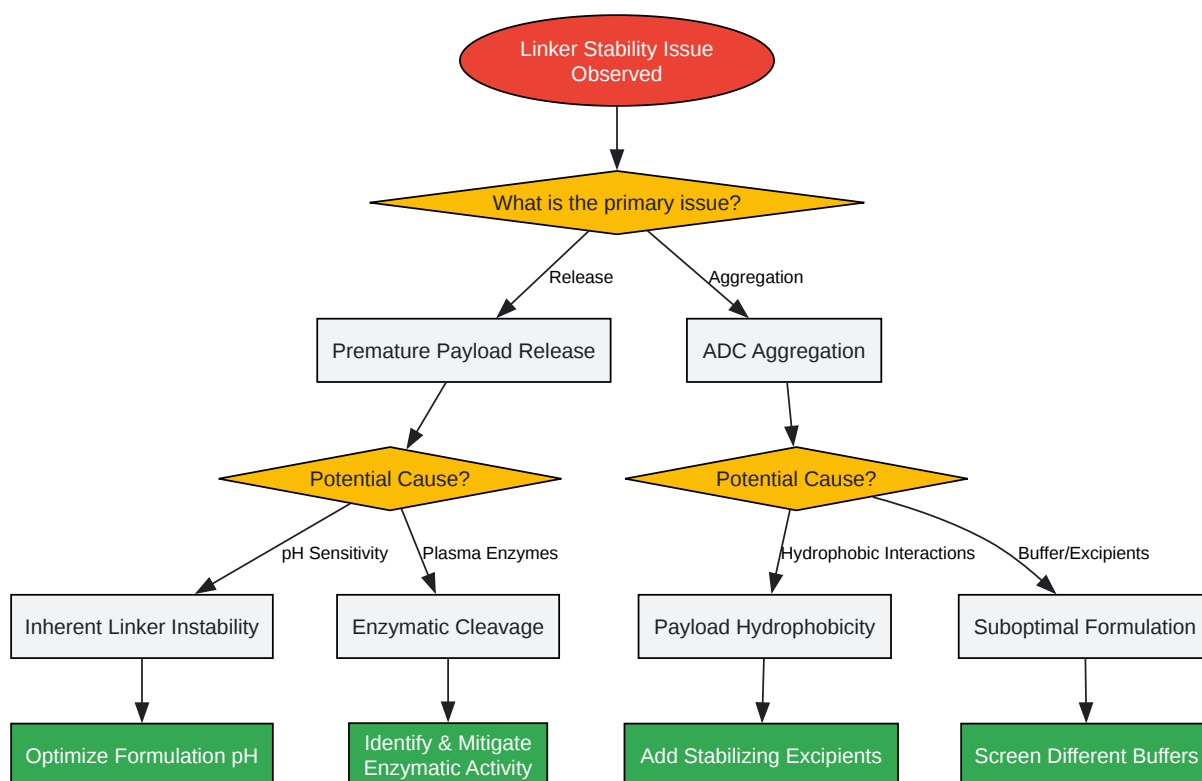 Linker Stability Issue
Observed
What is the primary issue?
Release
Aggregation
Premature Payload Release
ADC Aggregation
Potential Cause?
Potential Cause?
pH Sensitivity
Plasma Enzymes
Hydrophobic Interactions
Buffer/Excipients
Inherent Linker Instability
Enzymatic Cleavage
Payload Hydrophobicity
Suboptimal Formulation
Optimize Formulation pH
Identify & Mitigate
Enzymatic Activity
Add Stabilizing Excipients
Screen Different Buffers